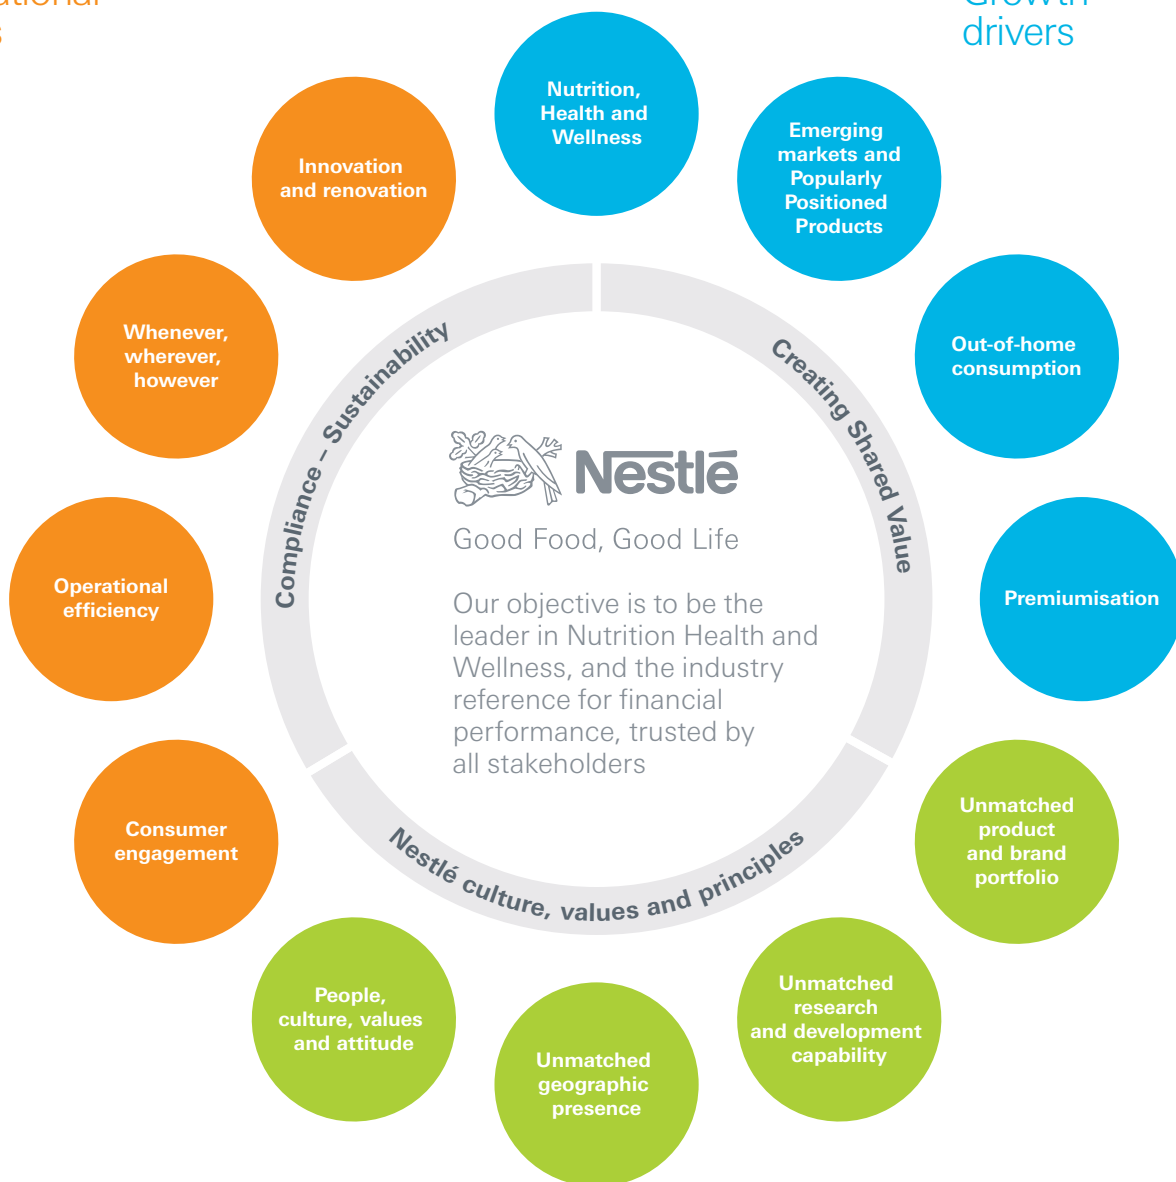 drivers
Nutrition,
Health and
Wellness
Emerging
markets and
Popularly
Positioned
Products
Out-of-home
consumption
Premiumisation
Unmatched
product
and brand
portfolio
Unmatched
research
and development
capability
Unmatched
geographic
presence
People,
culture, values
and attitude
Consumer
engagement
Operational
efficiency
Whenever,
wherever,
however
Innovation
and renovation
Compliance – Sustainability
Creating Shared Value
Nestlé culture, values and principles
Nestlé
Good Food, Good Life
Our objective is to be the
leader in Nutrition Health and
Wellness, and the industry
reference for financial
performance, trusted by
all stakeholders